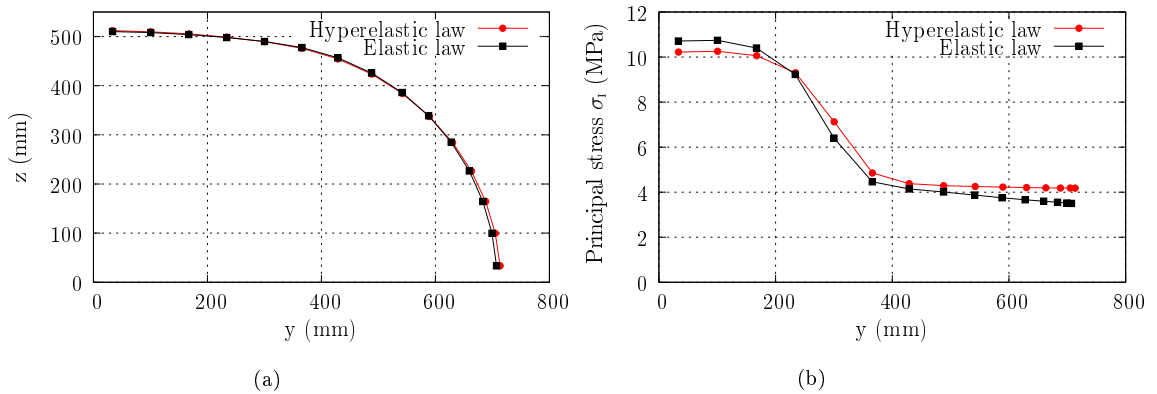 500
400
300
200
100
0
z (mm)
Hyperelastic law
Elastic law
0 200 400 600 800
y (mm)
(a)
12
10
8
6
4
2
0
Principal stress σI (MPa)
Hyperelastic law
Elastic law
0 200 400 600 800
y (mm)
(b)